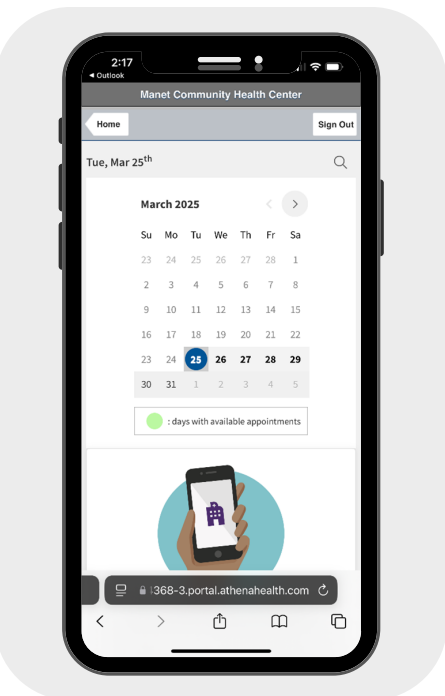 2:17
◀ Outlook
Manet Community Health Center
Home
Sign Out
Tue, Mar 25th
March 2025
Su Mo Tu We Th Fr Sa
23 24 25 26 27 28 1
2 3 4 5 6 7 8
9 10 11 12 13 14 15
16 17 18 19 20 21 22
23 24 25 26 27 28 29
30 31 1 2 3 4 5
: days with available appointments
368-3.portal.athenahealth.com